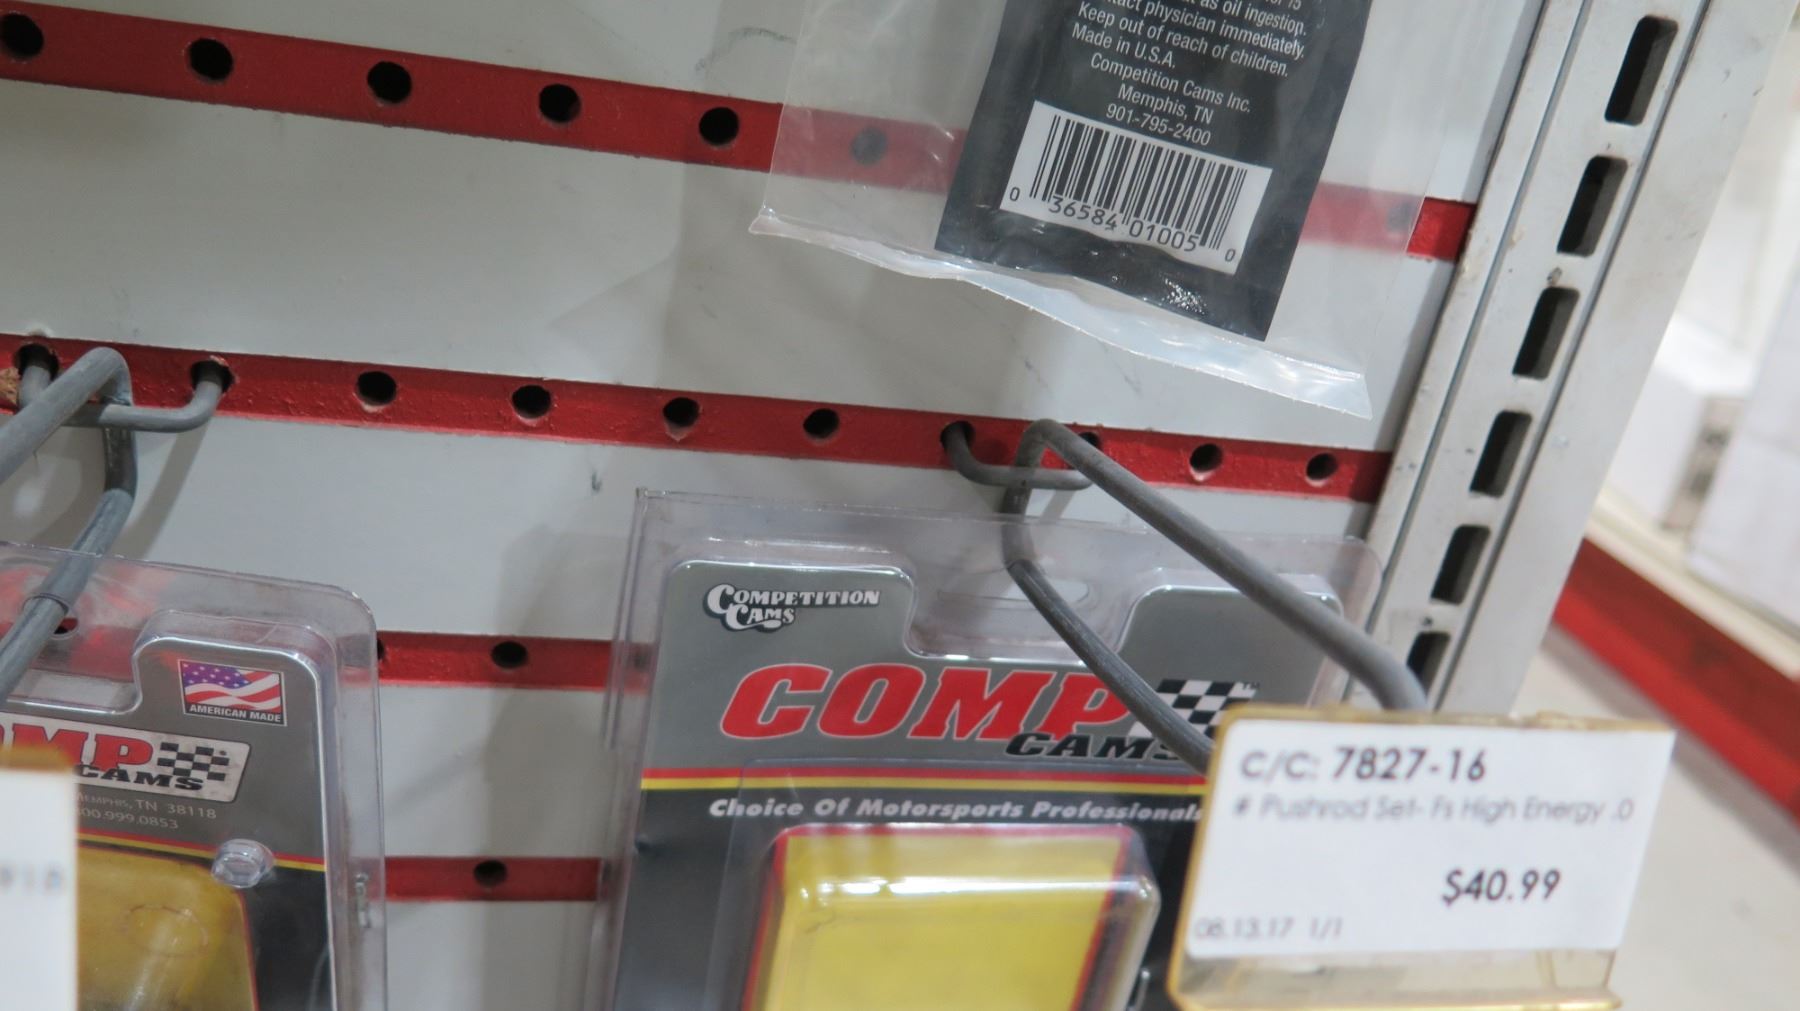 as oil ingestion.
physician immediately.
Keep out of reach of children.
Made in U.S.A.
Competition Cams Inc.
Memphis, TN
901-795-2400
0 36584 01005 0
COMPETITION
CAMS
COMP
CAMS
Choice Of Motorsports Professionals
C/C: 7827-16
# Pushrod Set- Fs High Energy .0
$40.99
08.13.17 1/1
AMERICAN MADE
CAMS
MEMPHIS, TN 38118
00.999.0853